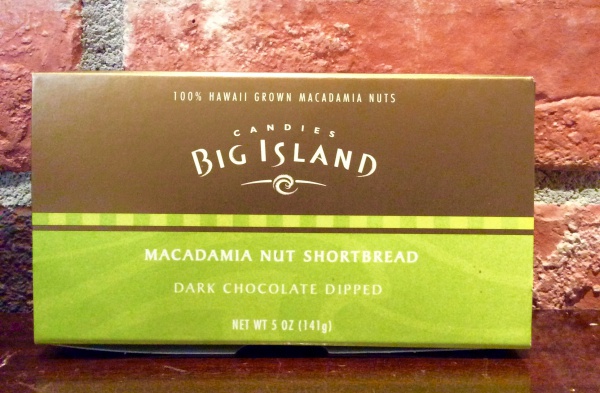 100% HAWAII GROWN MACADAMIA NUTS
CANDIES
BIG ISLAND
MACADAMIA NUT SHORTBREAD
DARK CHOCOLATE DIPPED
NET WT 5 OZ (141g)